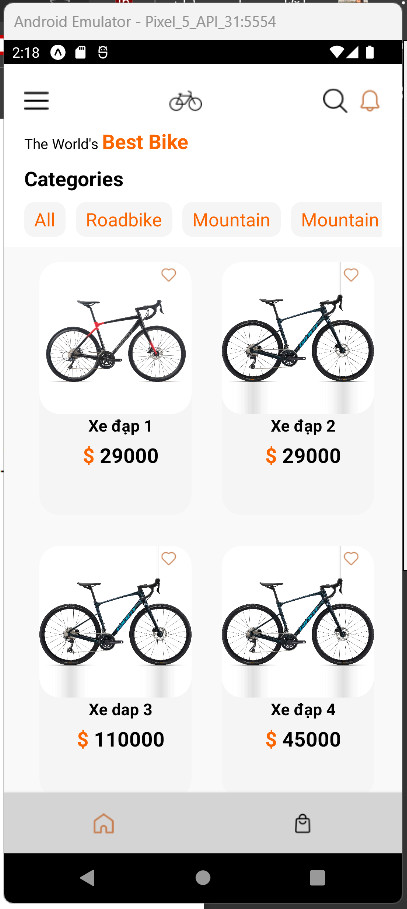 Android Emulator - Pixel_5_API_31:5554
2:18
The World's Best Bike
Categories
All Roadbike Mountain Mountain
Xe đạp 1 Xe đạp 2
$ 29000 $ 29000
Xe dap 3 Xe đạp 4
$ 110000 $ 45000